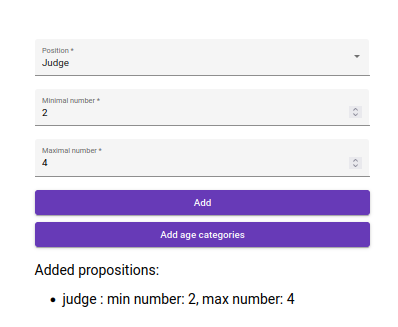 Position *
Judge
Minimal number *
2
Maximal number *
4
Add
Add age categories
Added propositions:
• judge : min number: 2, max number: 4